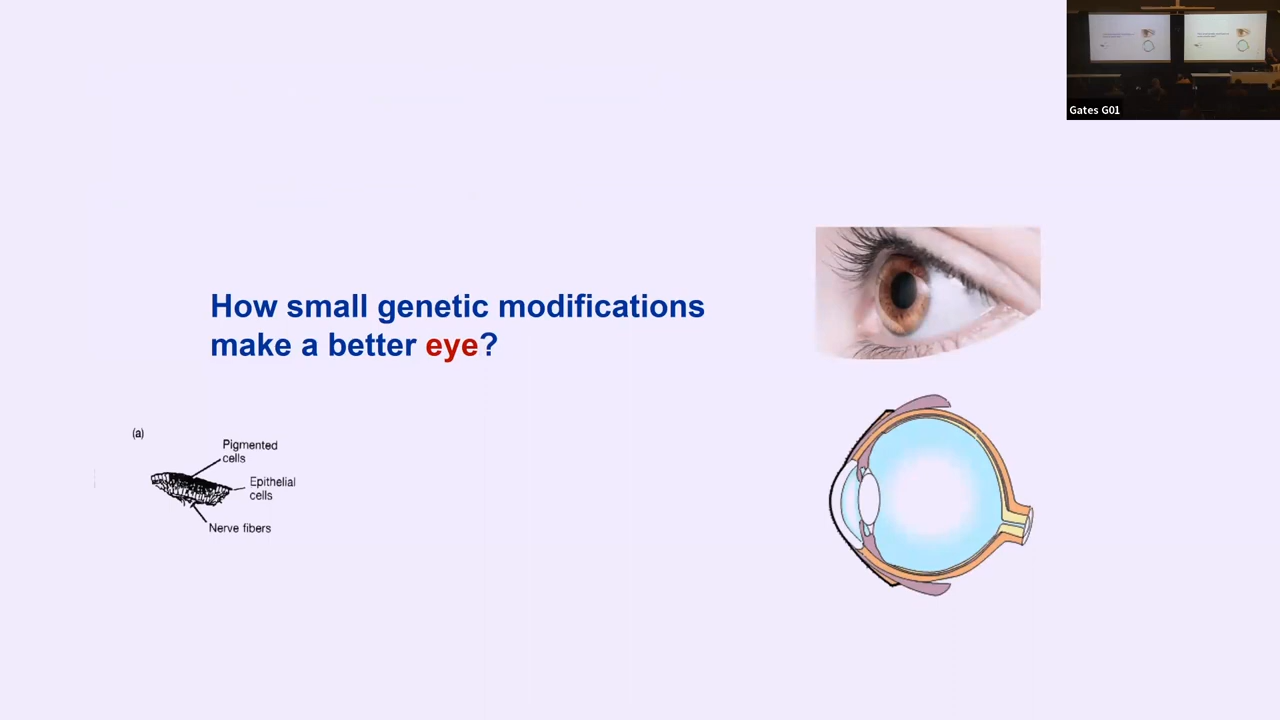 Gates G01
How small genetic modifications
make a better eye?
(a)
Pigmented
cells
Epithelial
cells
Nerve fibers